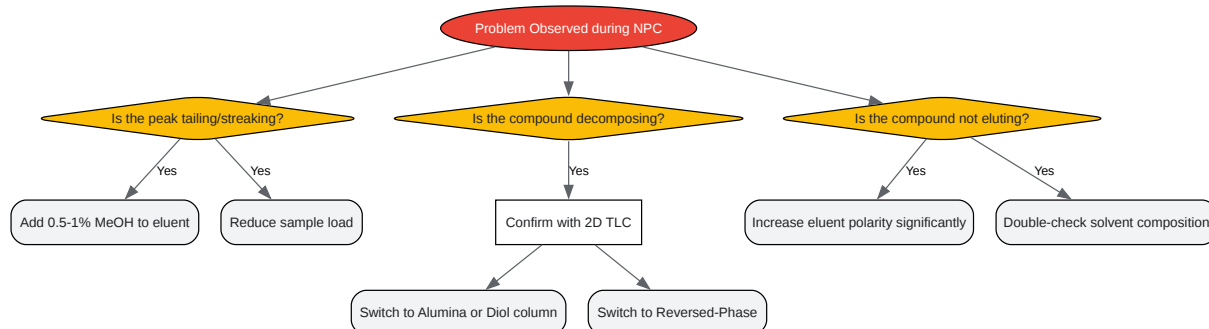 Problem Observed during NPC
Is the peak tailing/streaking?
Is the compound decomposing?
Is the compound not eluting?
Yes
Yes
Yes
Yes
Yes
Add 0.5-1% MeOH to eluent
Reduce sample load
Confirm with 2D TLC
Increase eluent polarity significantly
Double-check solvent composition
Switch to Alumina or Diol column
Switch to Reversed-Phase